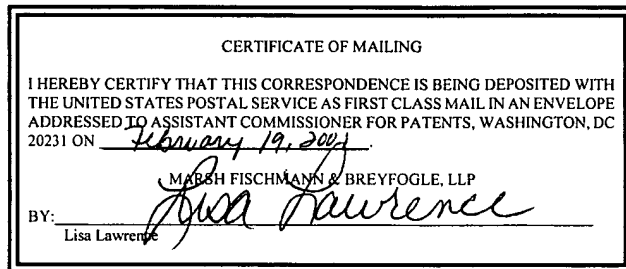 CERTIFICATE OF MAILING
I HEREBY CERTIFY THAT THIS CORRESPONDENCE IS BEING DEPOSITED WITH
THE UNITED STATES POSTAL SERVICE AS FIRST CLASS MAIL IN AN ENVELOPE
ADDRESSED TO ASSISTANT COMMISSIONER FOR PATENTS, WASHINGTON, DC
20231 ON February 19, 2001.
MARSH FISCHMANN & BREYFOGLE, LLP
BY: Lisa Lawrence
Lisa Lawrence